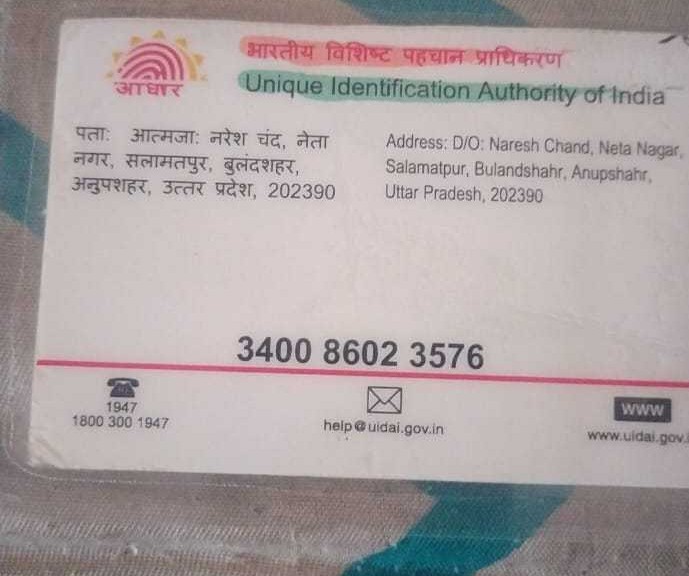 आधार
भारतीय विशिष्ट पहचान प्राधिकरण
Unique Identification Authority of India
पता: आत्मजा: नरेश चंद, नेता
नगर, सलामतपुर, बुलंदशहर,
अनुपशहर, उत्तर प्रदेश, 202390
Address: D/O: Naresh Chand, Neta Nagar,
Salamatpur, Bulandshahr, Anupshahr,
Uttar Pradesh, 202390
3400 8602 3576
1947
1800 300 1947
help@uidai.gov.in
WWW
www.uidai.gov.i